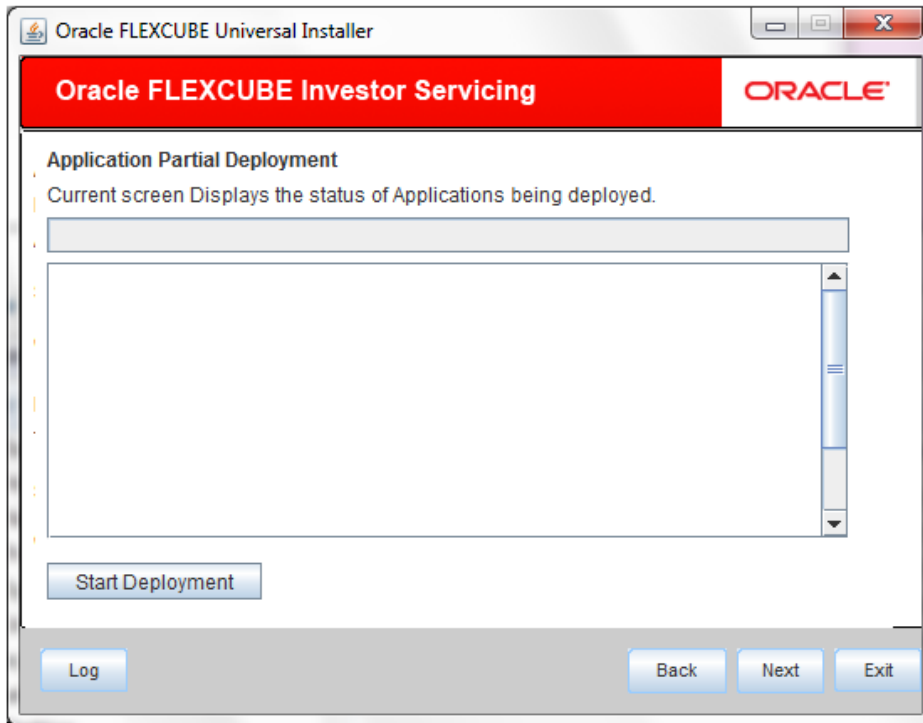 Oracle FLEXCUBE Universal Installer
Oracle FLEXCUBE Investor Servicing
ORACLE
Application Partial Deployment
Current screen Displays the status of Applications being deployed.
Start Deployment
Log
Back
Next
Exit